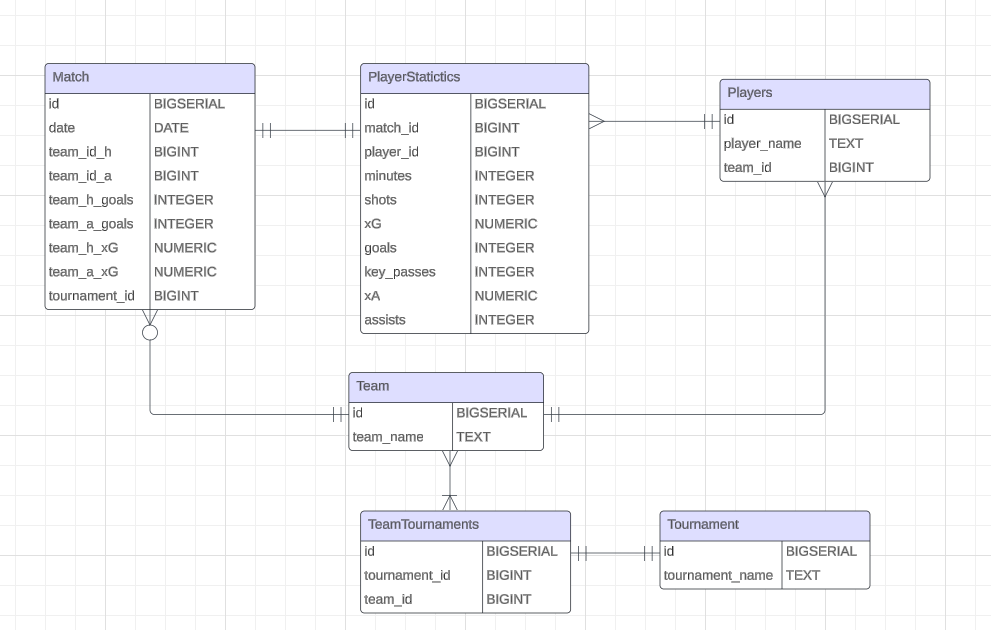 Match
id BIGSERIAL
date DATE
team_id_h BIGINT
team_id_a BIGINT
team_h_goals INTEGER
team_a_goals INTEGER
team_h_xG NUMERIC
team_a_xG NUMERIC
tournament_id BIGINT
PlayerStatictics
id BIGSERIAL
match_id BIGINT
player_id BIGINT
minutes INTEGER
shots INTEGER
xG NUMERIC
goals INTEGER
key_passes INTEGER
xA NUMERIC
assists INTEGER
Players
id BIGSERIAL
player_name TEXT
team_id BIGINT
Team
id BIGSERIAL
team_name TEXT
TeamTournaments
id BIGSERIAL
tournament_id BIGINT
team_id BIGINT
Tournament
id BIGSERIAL
tournament_name TEXT